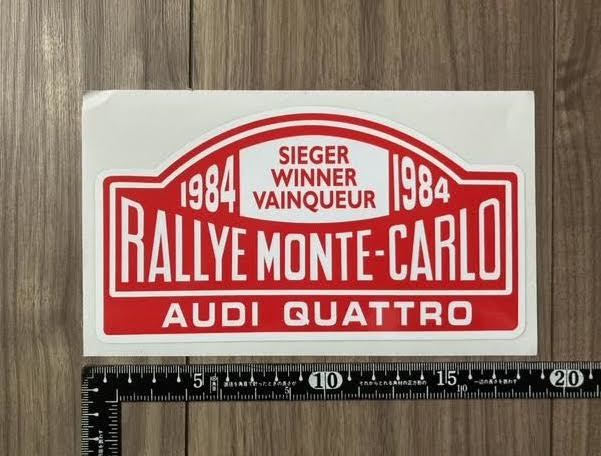 SIEGER
WINNER
VAINQUEUR
1984 1984
RALLYE MONTE-CARLO
AUDI QUATTRO
5 10 15 20